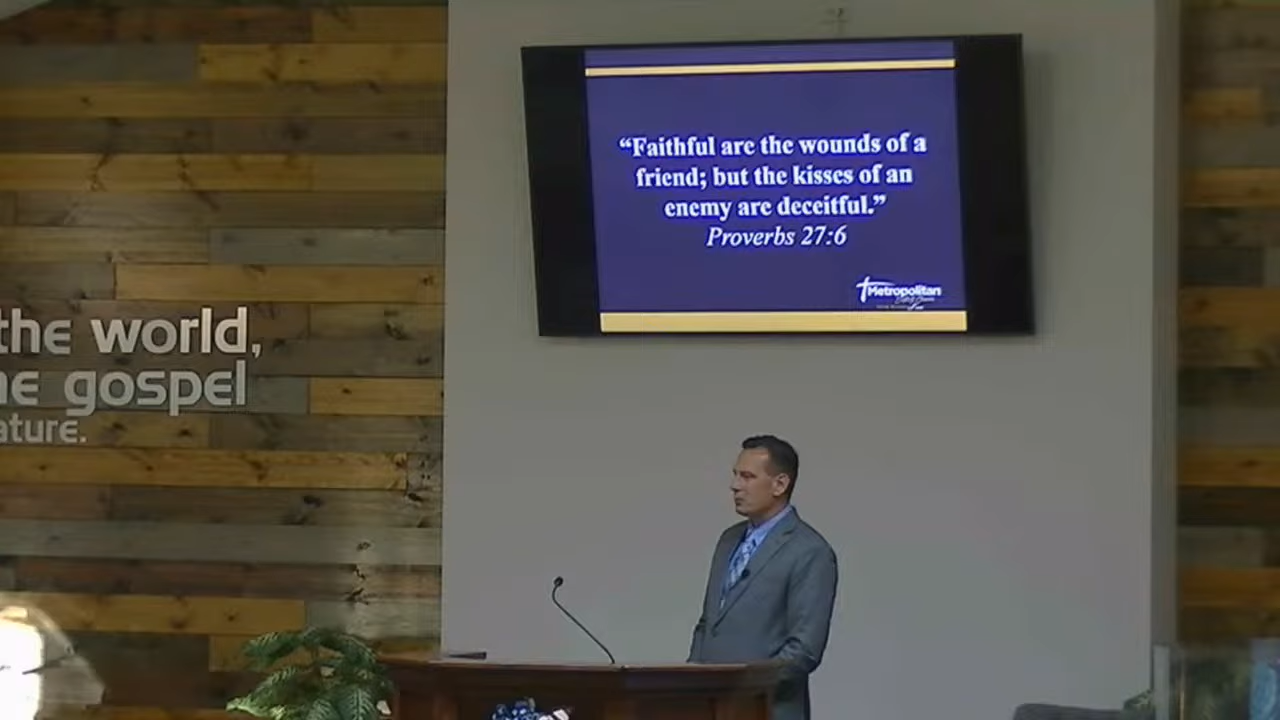 “Faithful are the wounds of a
friend; but the kisses of an
enemy are deceitful.”
Proverbs 27:6
Metropolitan
the world,
gospel